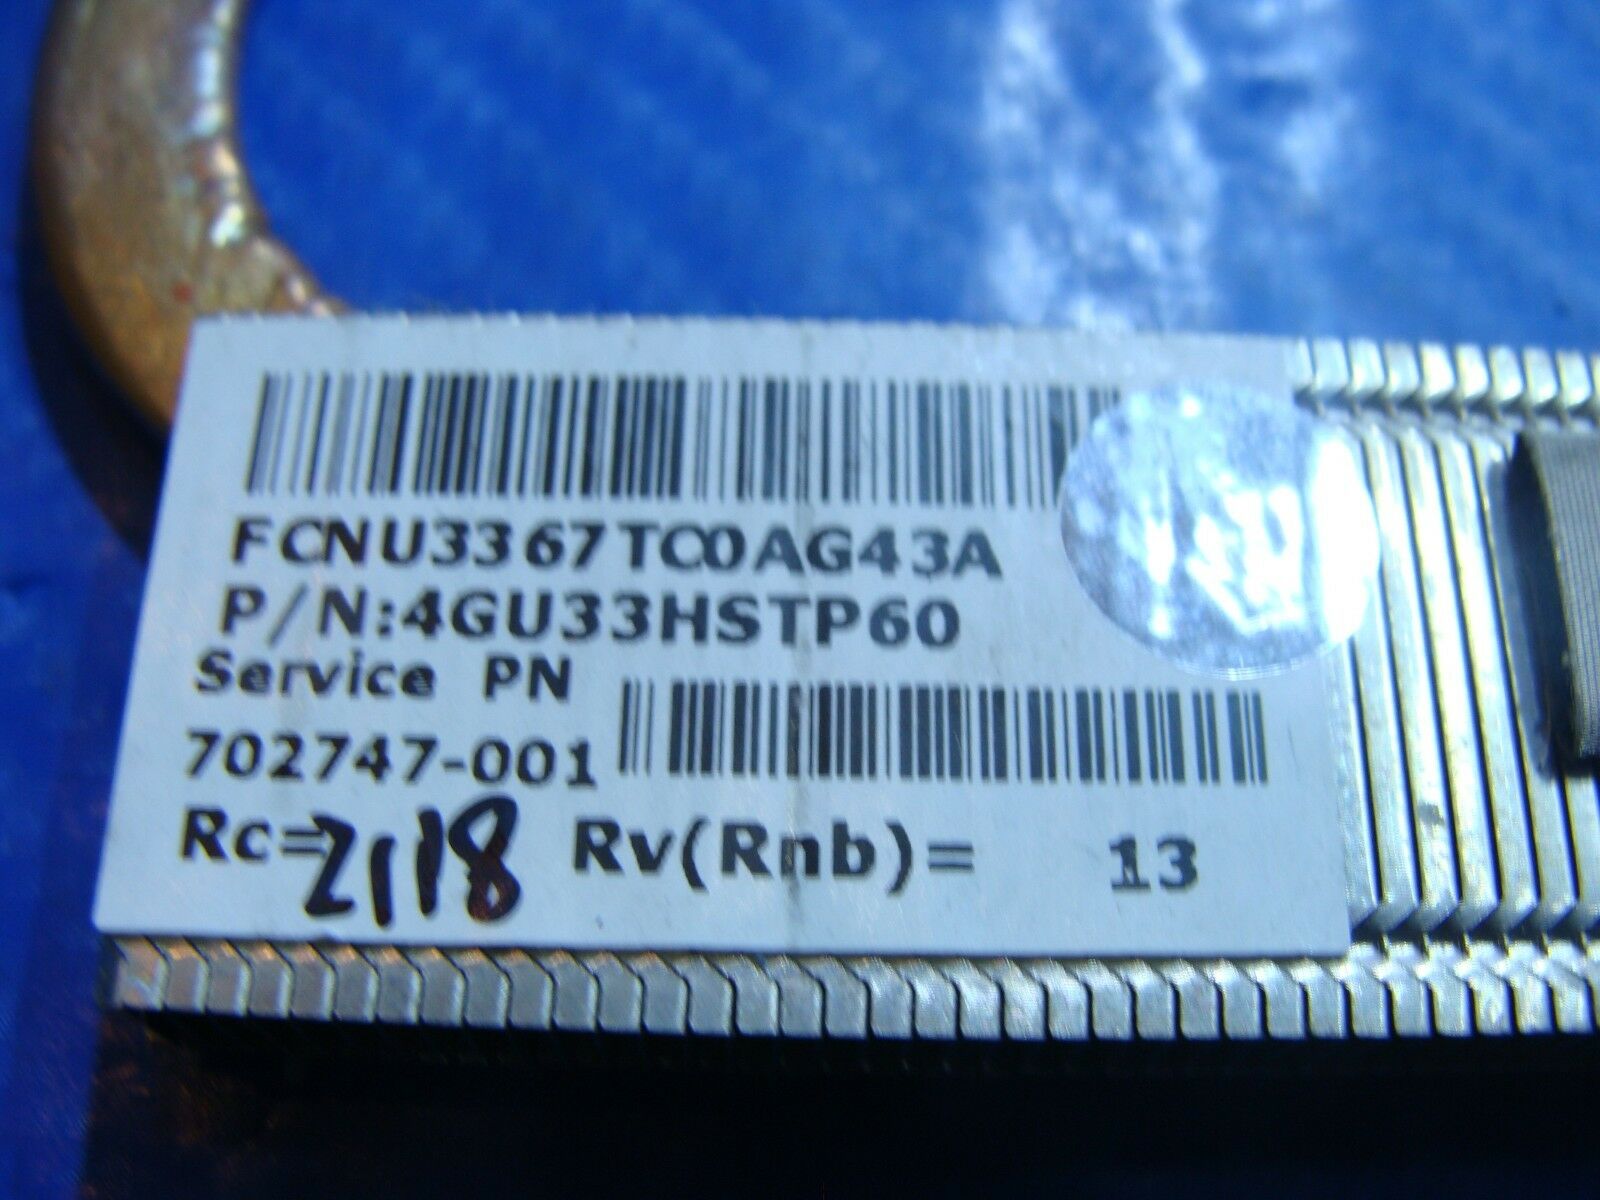 FCNU3367TC0AG43A
P/N:4GU33HSTP60
Service PN
702747-001
Rc=2118 Rv(Rnb)= 13